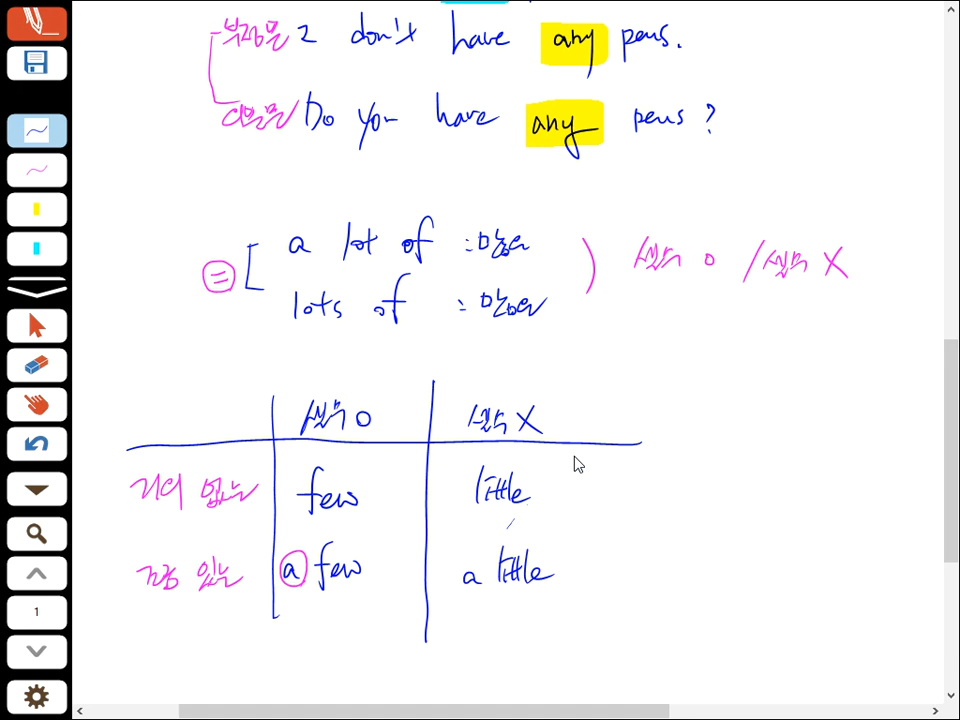 부정문 I don't have any pens.
의문문 Do you have any pens?
= a lot of : 많은
lots of : 많은
셀수 O / 셀수 X
셀수 O 셀수 X
거의 없는 few little
조금 있는 a few a little
1